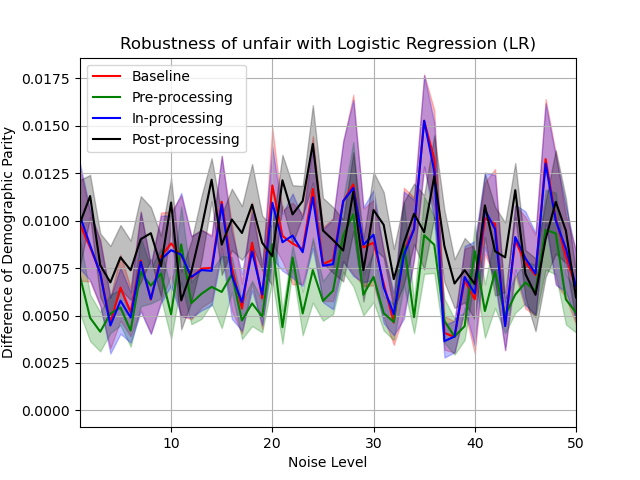 Robustness of unfair with Logistic Regression (LR)
Baseline
Pre-processing
In-processing
Post-processing
Difference of Demographic Parity
0.0175
0.0150
0.0125
0.0100
0.0075
0.0050
0.0025
0.0000
10 20 30 40 50
Noise Level